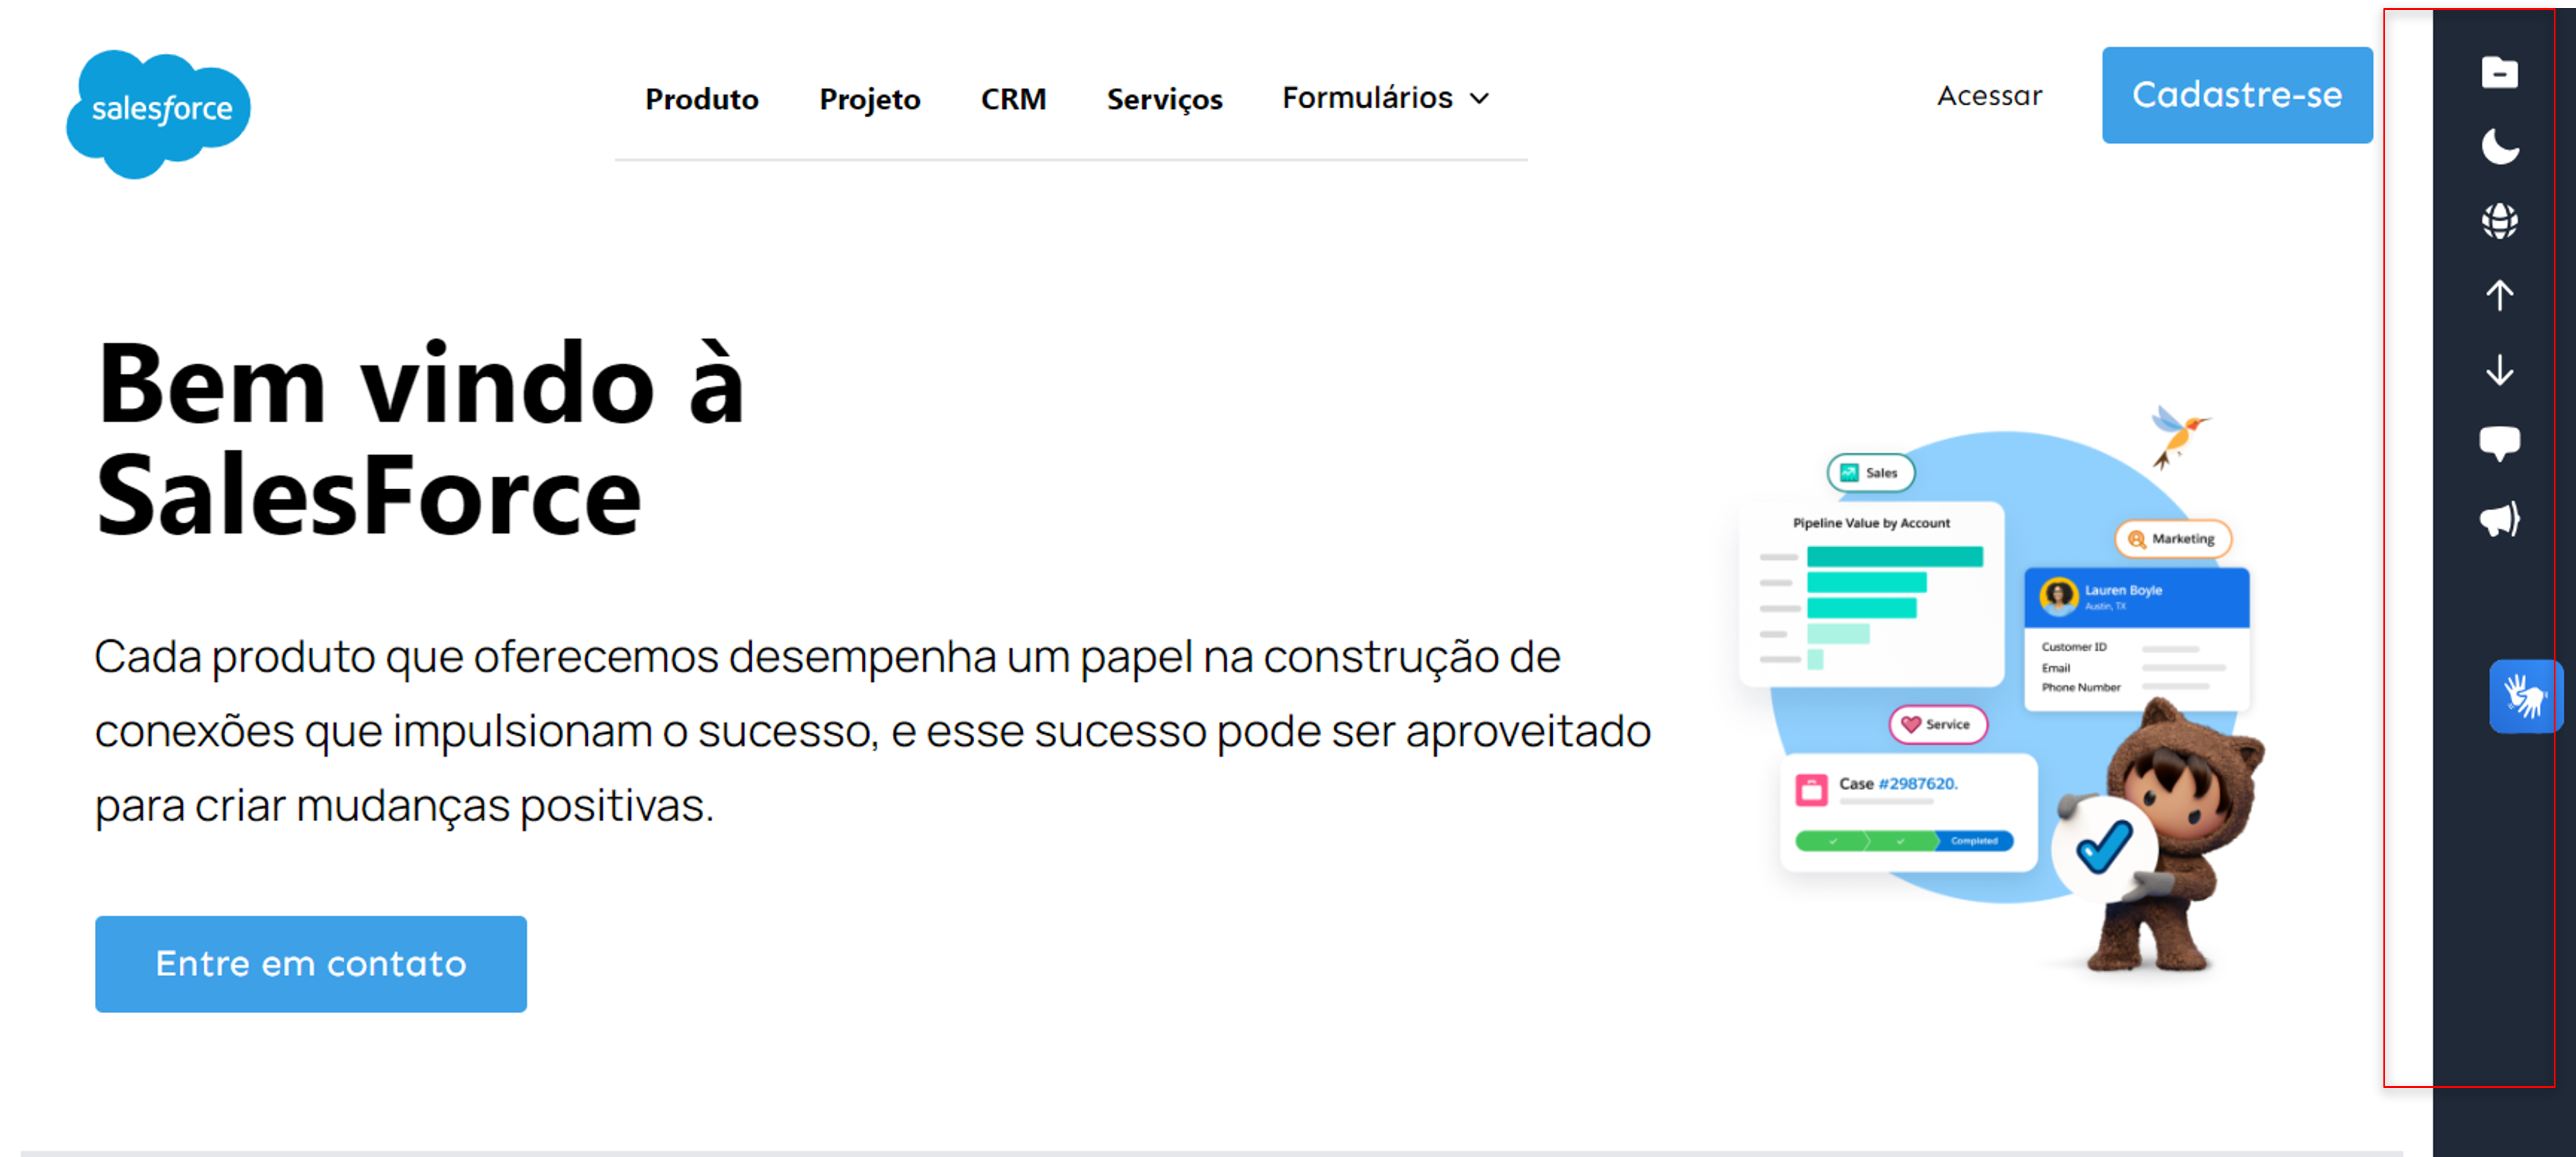 salesforce
Produto Projeto CRM Serviços Formulários
Acessar
Cadastre-se
Bem vindo à
SalesForce
Cada produto que oferecemos desempenha um papel na construção de
conexões que impulsionam o sucesso, e esse sucesso pode ser aproveitado
para criar mudanças positivas.
Entre em contato
Sales
Pipeline Value by Account
Marketing
Lauren Boyle
Austin, TX
Customer ID
Email
Phone Number
Service
Case #2987620.
Completed